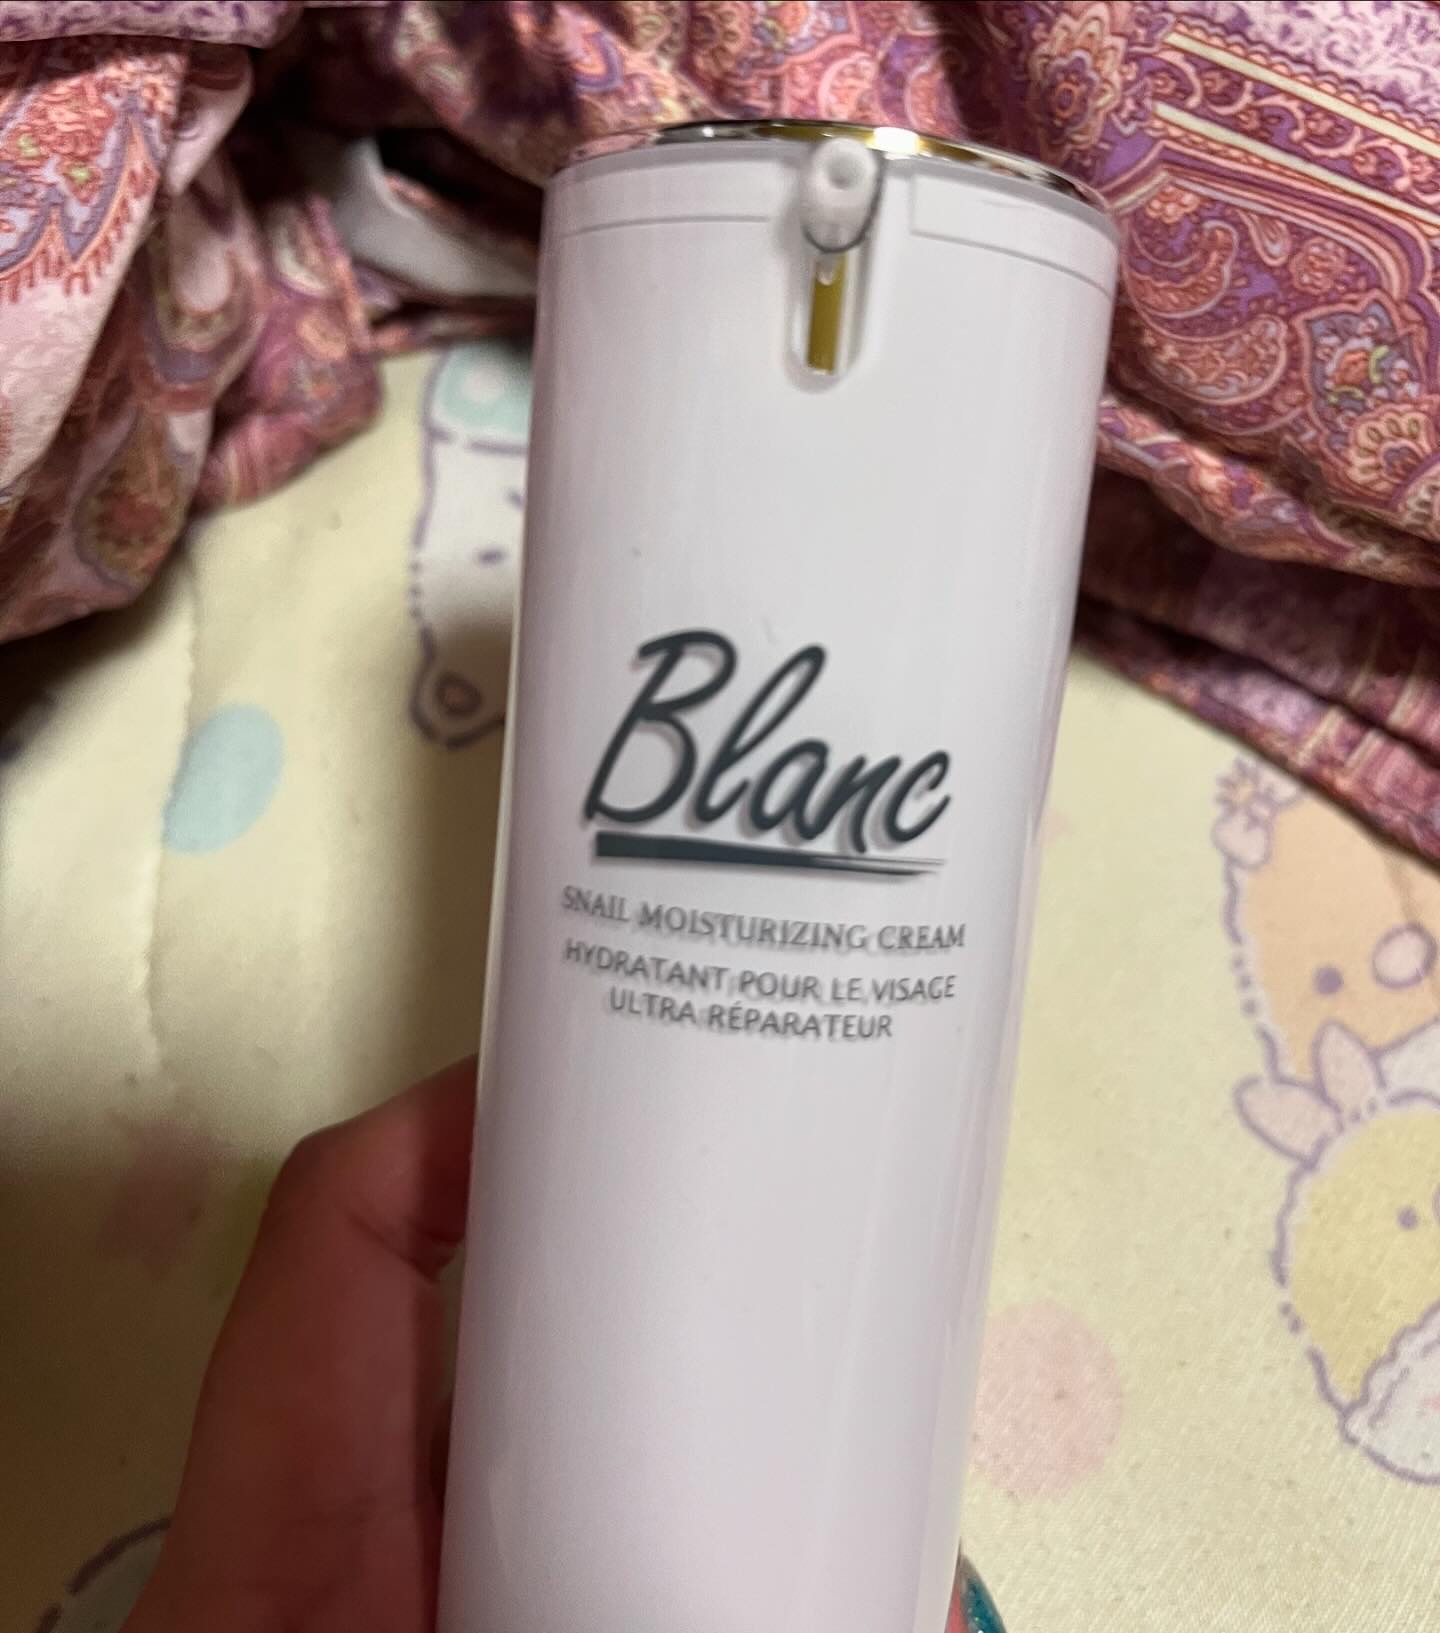 Blanc
SNAIL MOISTURIZING CREAM
HYDRATANT POUR LE VISAGE
ULTRA RÉPARATEUR